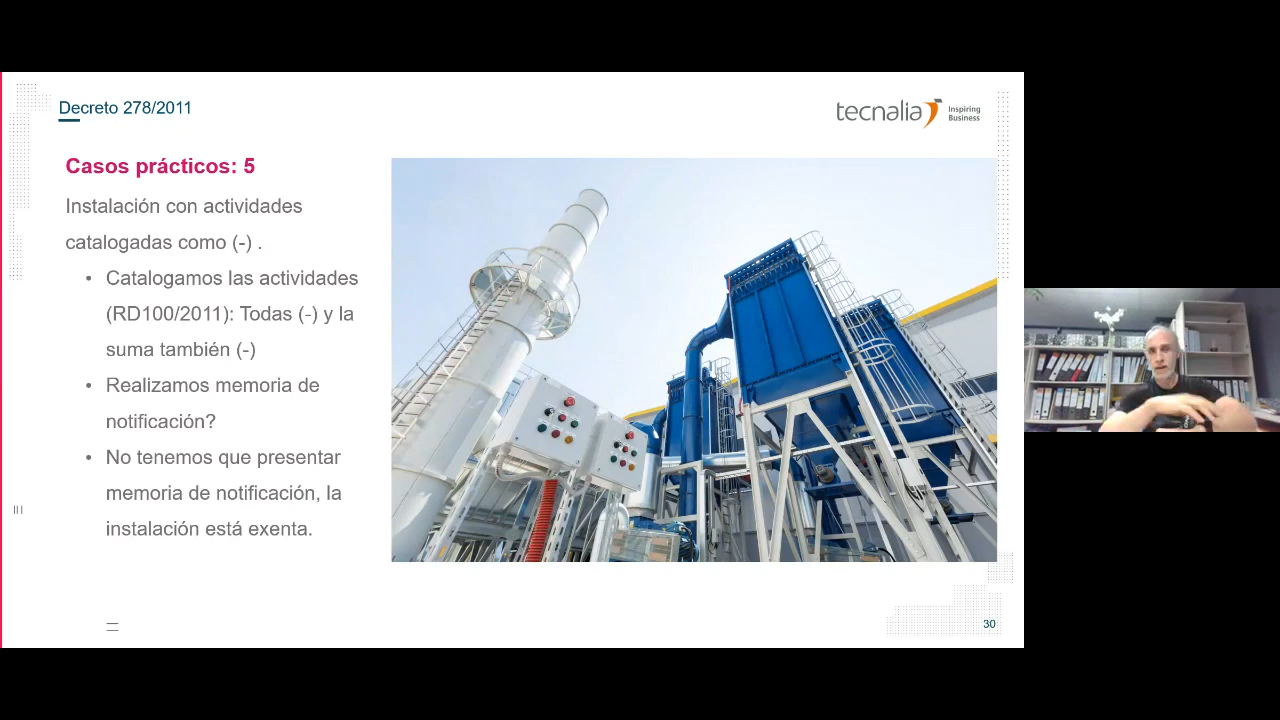 Decreto 278/2011
tecnalia Inspiring
Business
Casos prácticos: 5
Instalación con actividades
catalogadas como (-) .
• Catalogamos las actividades
(RD100/2011): Todas (-) y la
suma también (-)
• Realizamos memoria de
notificación?
• No tenemos que presentar
memoria de notificación, la
instalación está exenta.
30